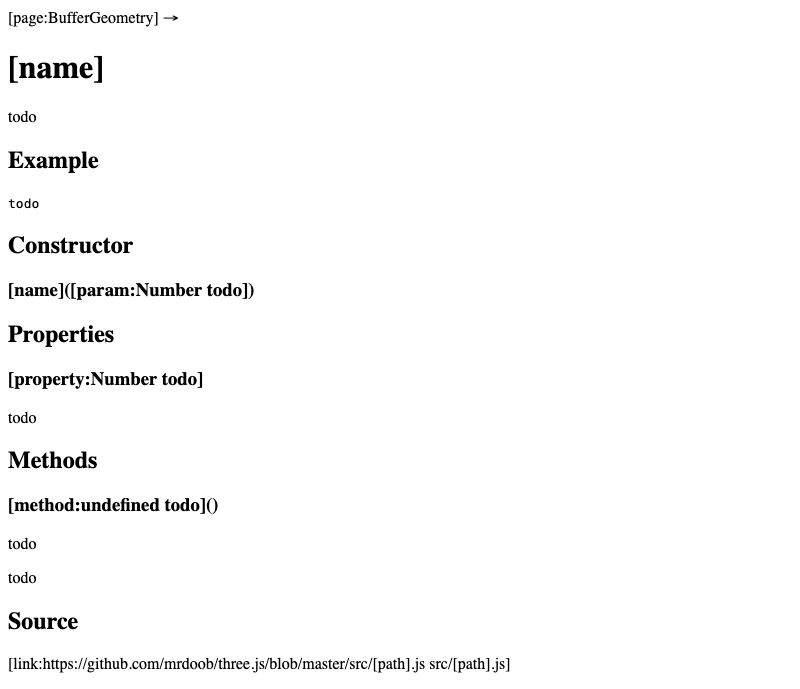 [page:BufferGeometry] →
[name]
todo
Example
todo
Constructor
[name]([param:Number todo])
Properties
[property:Number todo]
todo
Methods
[method:undefined todo]()
todo
todo
Source
[link:https://github.com/mrdoob/three.js/blob/master/src/[path].js src/[path].js]